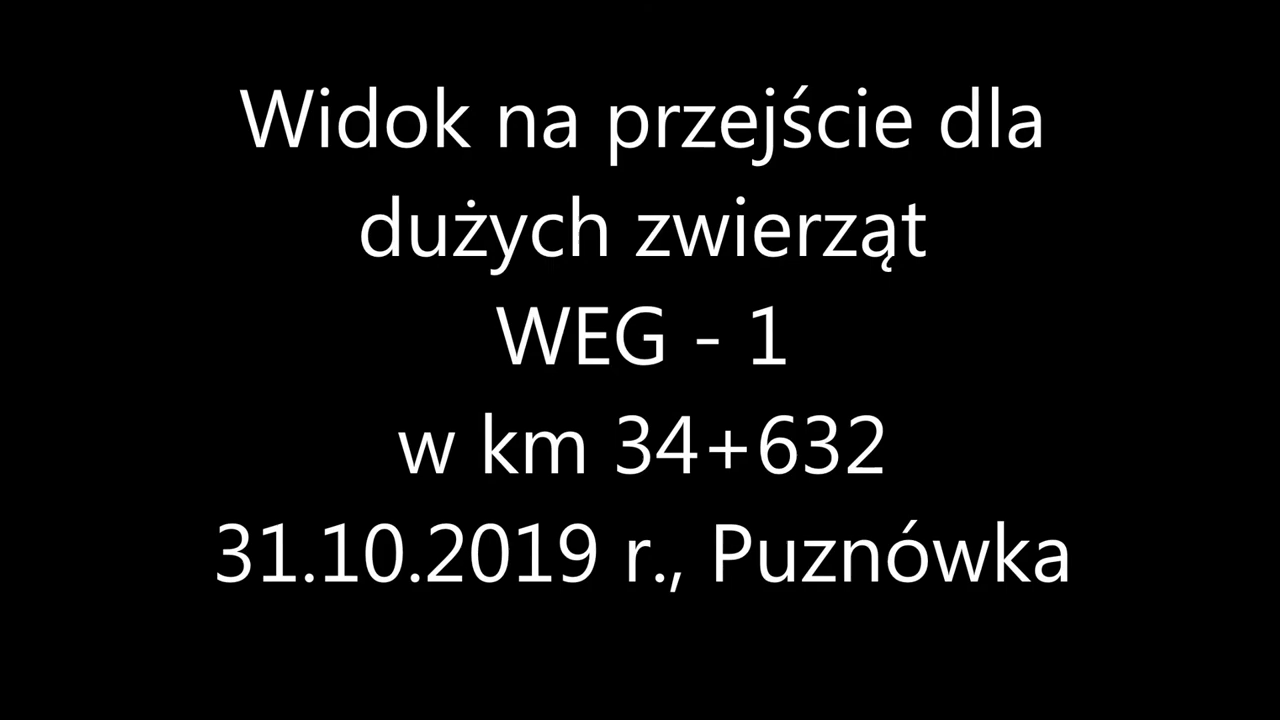 Widok na przejście dla
dużych zwierząt
WEG - 1
w km 34+632
31.10.2019 r., Puznówka